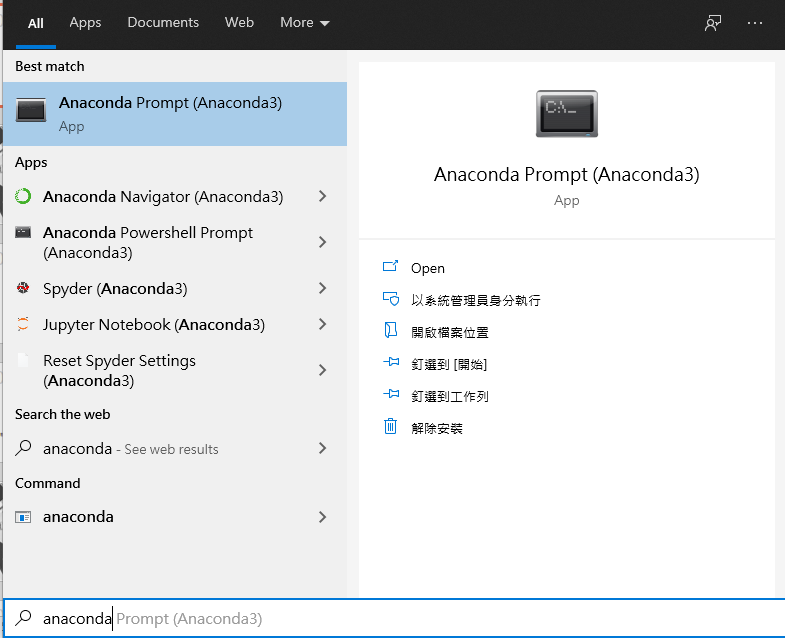 All Apps Documents Web More
Best match
Anaconda Prompt (Anaconda3)
App
Apps
Anaconda Navigator (Anaconda3)
Anaconda Powershell Prompt
(Anaconda3)
Spyder (Anaconda3)
Jupyter Notebook (Anaconda3)
Reset Spyder Settings
(Anaconda3)
Search the web
anaconda - See web results
Command
anaconda
C:\_
Anaconda Prompt (Anaconda3)
App
Open
以系統管理員身分執行
開啟檔案位置
釘選到 [開始]
釘選到工作列
解除安裝
anaconda Prompt (Anaconda3)